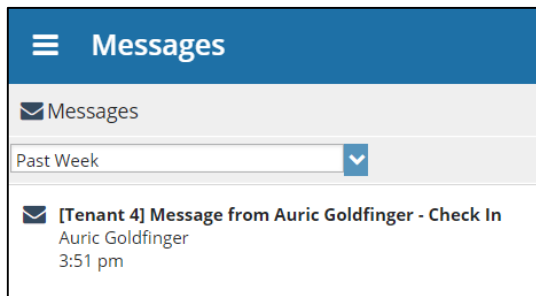 Messages
Messages
Past Week
[Tenant 4] Message from Auric Goldfinger - Check In
Auric Goldfinger
3:51 pm